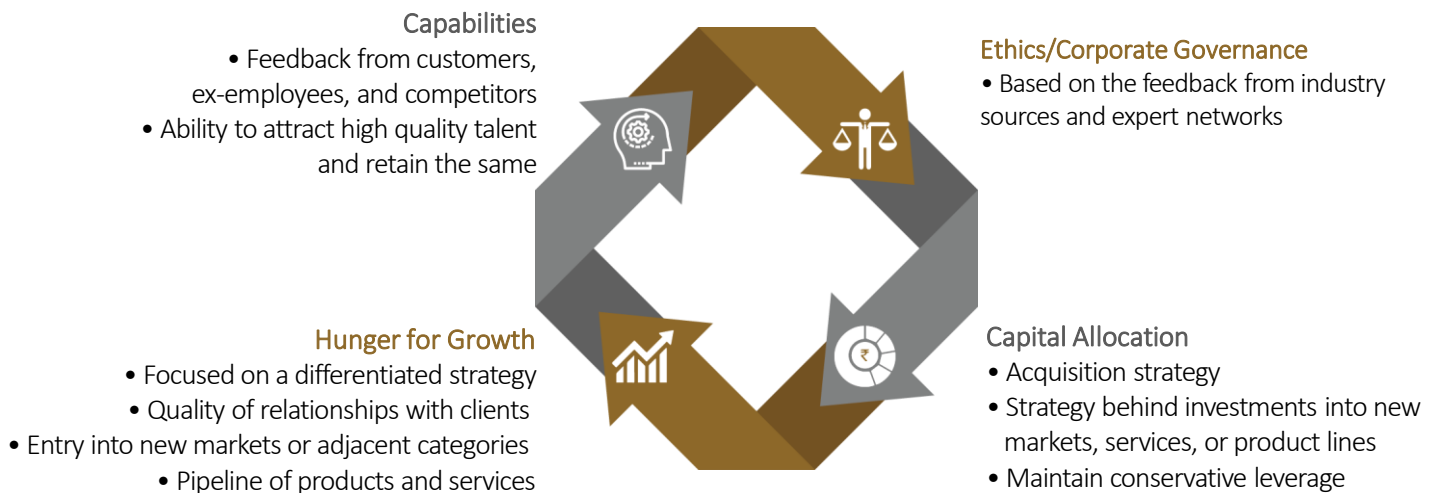 Capabilities
• Feedback from customers,
ex-employees, and competitors
• Ability to attract high quality talent
and retain the same
Ethics/Corporate Governance
• Based on the feedback from industry
sources and expert networks
Hunger for Growth
• Focused on a differentiated strategy
• Quality of relationships with clients
• Entry into new markets or adjacent categories
• Pipeline of products and services
Capital Allocation
• Acquisition strategy
• Strategy behind investments into new
markets, services, or product lines
• Maintain conservative leverage
₹